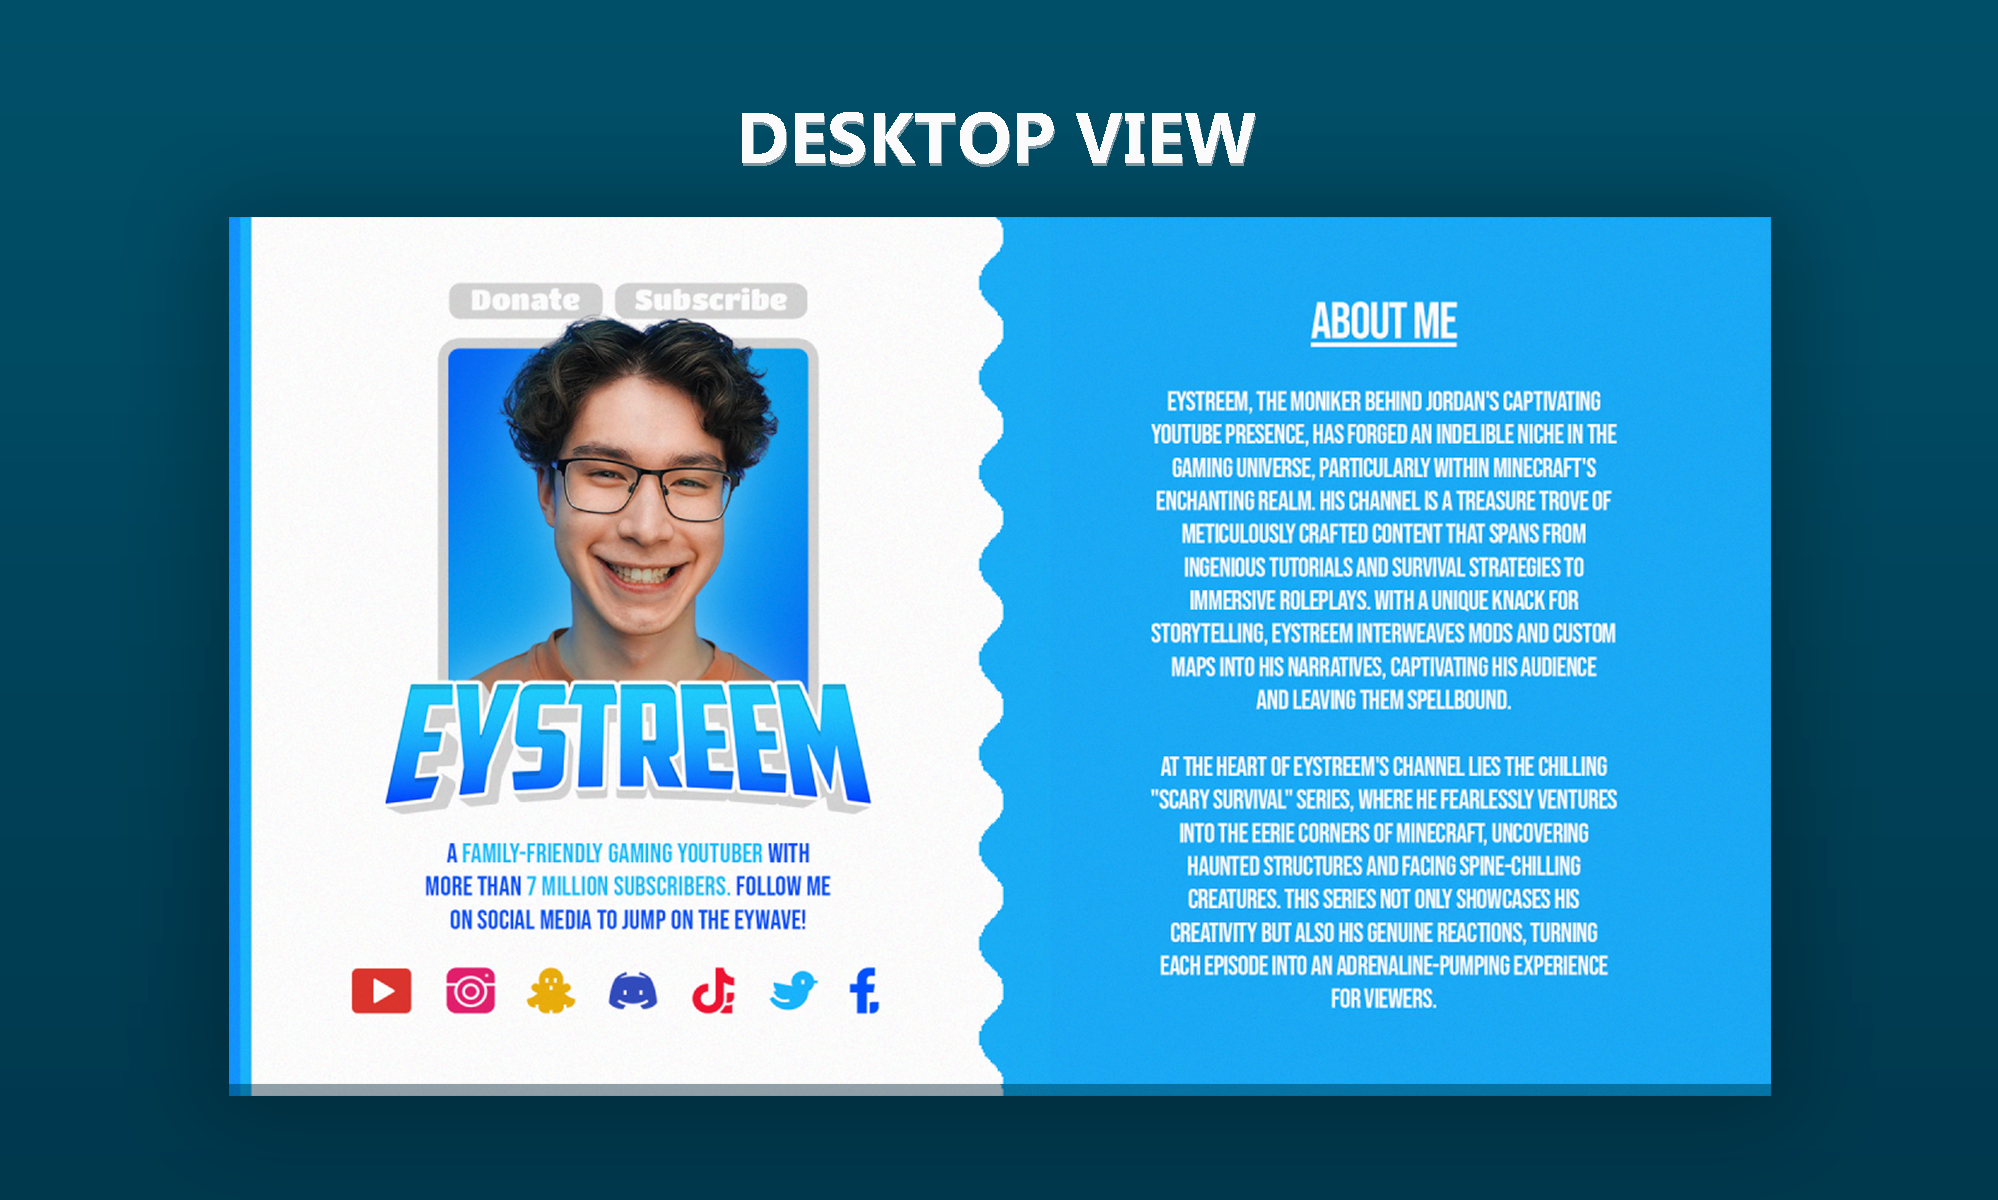 DESKTOP VIEW
Donate
Subscribe
EYSTREEM
A FAMILY-FRIENDLY GAMING YOUTUBER WITH
MORE THAN 7 MILLION SUBSCRIBERS. FOLLOW ME
ON SOCIAL MEDIA TO JUMP ON THE EYWAVE!
ABOUT ME
EYSTREEM, THE MONIKER BEHIND JORDAN'S CAPTIVATING
YOUTUBE PRESENCE, HAS FORGED AN INDELIBLE NICHE IN THE
GAMING UNIVERSE, PARTICULARLY WITHIN MINECRAFT'S
ENCHANTING REALM. HIS CHANNEL IS A TREASURE TROVE OF
METICULOUSLY CRAFTED CONTENT THAT SPANS FROM
INGENIOUS TUTORIALS AND SURVIVAL STRATEGIES TO
IMMERSIVE ROLEPLAYS. WITH A UNIQUE KNACK FOR
STORYTELLING, EYSTREEM INTERWEAVES MODS AND CUSTOM
MAPS INTO HIS NARRATIVES, CAPTIVATING HIS AUDIENCE
AND LEAVING THEM SPELLBOUND.
AT THE HEART OF EYSTREEM'S CHANNEL LIES THE CHILLING
"SCARY SURVIVAL" SERIES, WHERE HE FEARLESSLY VENTURES
INTO THE EERIE CORNERS OF MINECRAFT, UNCOVERING
HAUNTED STRUCTURES AND FACING SPINE-CHILLING
CREATURES. THIS SERIES NOT ONLY SHOWCASES HIS
CREATIVITY BUT ALSO HIS GENUINE REACTIONS, TURNING
EACH EPISODE INTO AN ADRENALINE-PUMPING EXPERIENCE
FOR VIEWERS.